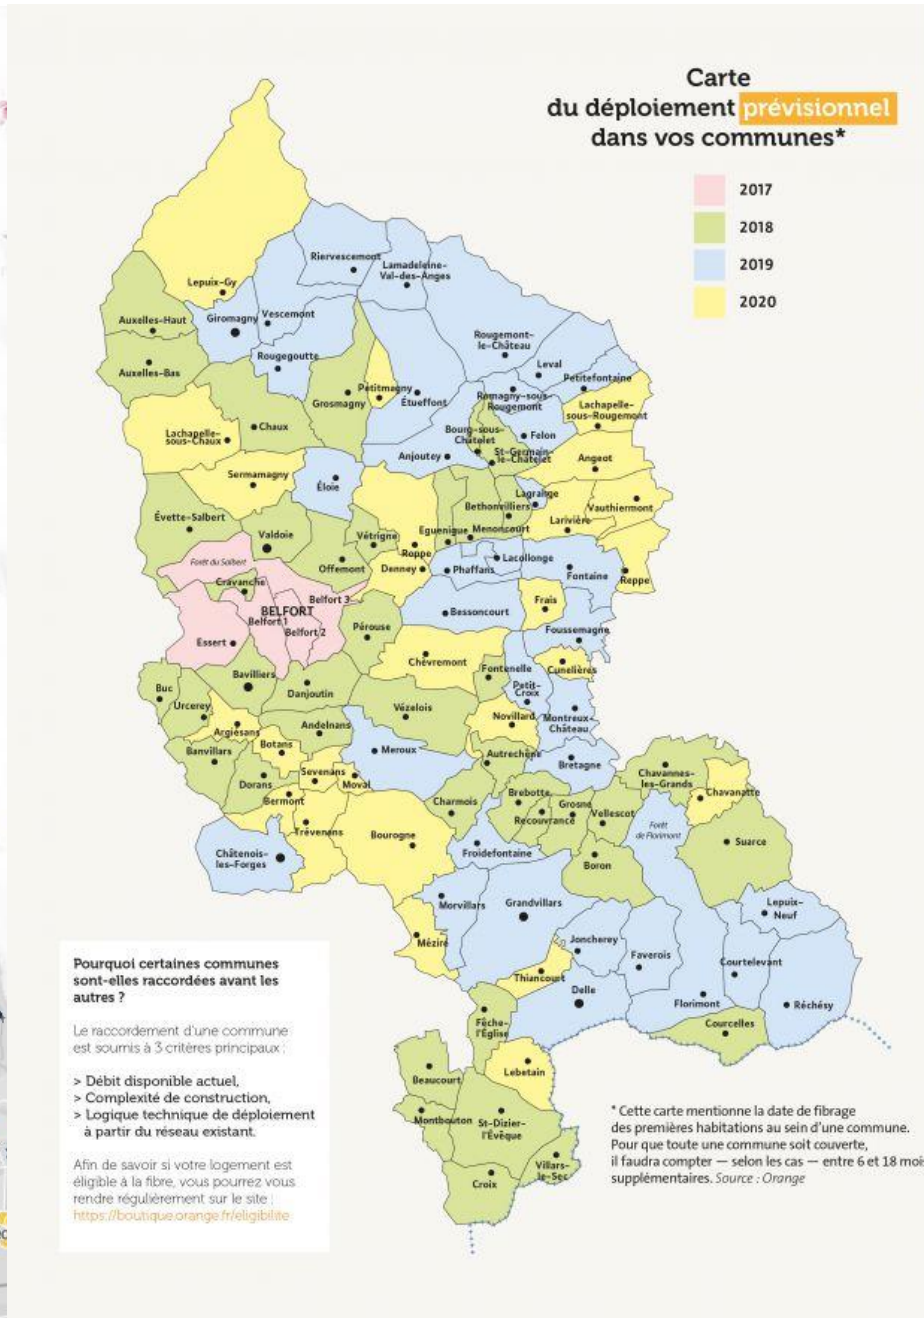 Carte
du déploiement prévisionnel
dans vos communes*
2017
2018
2019
2020
Lepuix-Gy
Riervescemont
Lamadeleine-
Val-des-Anges
Auxelles-Haut
Giromagny
Vescemont
Rougemont-
le-Château
Auxelles-Bas
Rougegoutte
Leval
Petitefontaine
Petitmagny
Grosmagny
Étueffont
Romagny-sous-
Rougemont
Lachapelle-
sous-Rougemont
Lachapelle-
sous-Chaux
Chaux
Bourg-sous-
Châtelet
Felon
Anjoutey
St-Germain-
le-Châtelet
Angeot
Sermamagny
Éloie
Lagrange
Bethonvilliers
Vauthiermont
Évette-Salbert
Valdoie
Vétrigne
Eguenigue
Menoncourt
Larivière
Roppe
Forêt du Salbert
Offemont
Denney
Phaffans
Lacollonge
Fontaine
Reppe
Cravanche
Belfort 3
BELFORT
Belfort 1
Belfort 2
Bessoncourt
Frais
Essert
Pérouse
Foussemagne
Chèvremont
Fontenelle
Cunelières
Bavilliers
Danjoutin
Petit-
Croix
Buc
Urcerey
Vézelois
Novillard
Montreux-
Château
Argiésans
Andelnans
Banvillars
Botans
Meroux
Autrechêne
Bretagne
Sevenans
Moval
Dorans
Bermont
Chavannes-
les-Grands
Chavanatte
Charmois
Brebotte
Grosne
Vellescot
Recouvrance
Forêt
de Florimont
Trévenans
Bourogne
Suarce
Châtenois-
les-Forges
Froidefontaine
Boron
Morvillars
Grandvillars
Lepuix-
Neuf
Méziré
Joncherey
Faverois
Courtelevant
Thiancourt
Delle
Florimont
Réchésy
Fêche-
l'Église
Courcelles
Lebetain
Beaucourt
Montbouton
St-Dizier-
l'Évêque
Villars-
le-Sec
Croix
Pourquoi certaines communes
sont-elles raccordées avant les
autres ?
Le raccordement d'une commune
est soumis à 3 critères principaux :
> Débit disponible actuel,
> Complexité de construction,
> Logique technique de déploiement
à partir du réseau existant.
Afin de savoir si votre logement est
éligible à la fibre, vous pourrez vous
rendre régulièrement sur le site :
https://boutique.orange.fr/eligibilite
* Cette carte mentionne la date de fibrage
des premières habitations au sein d'une commune.
Pour que toute une commune soit couverte,
il faudra compter — selon les cas — entre 6 et 18 mois
supplémentaires. Source : Orange